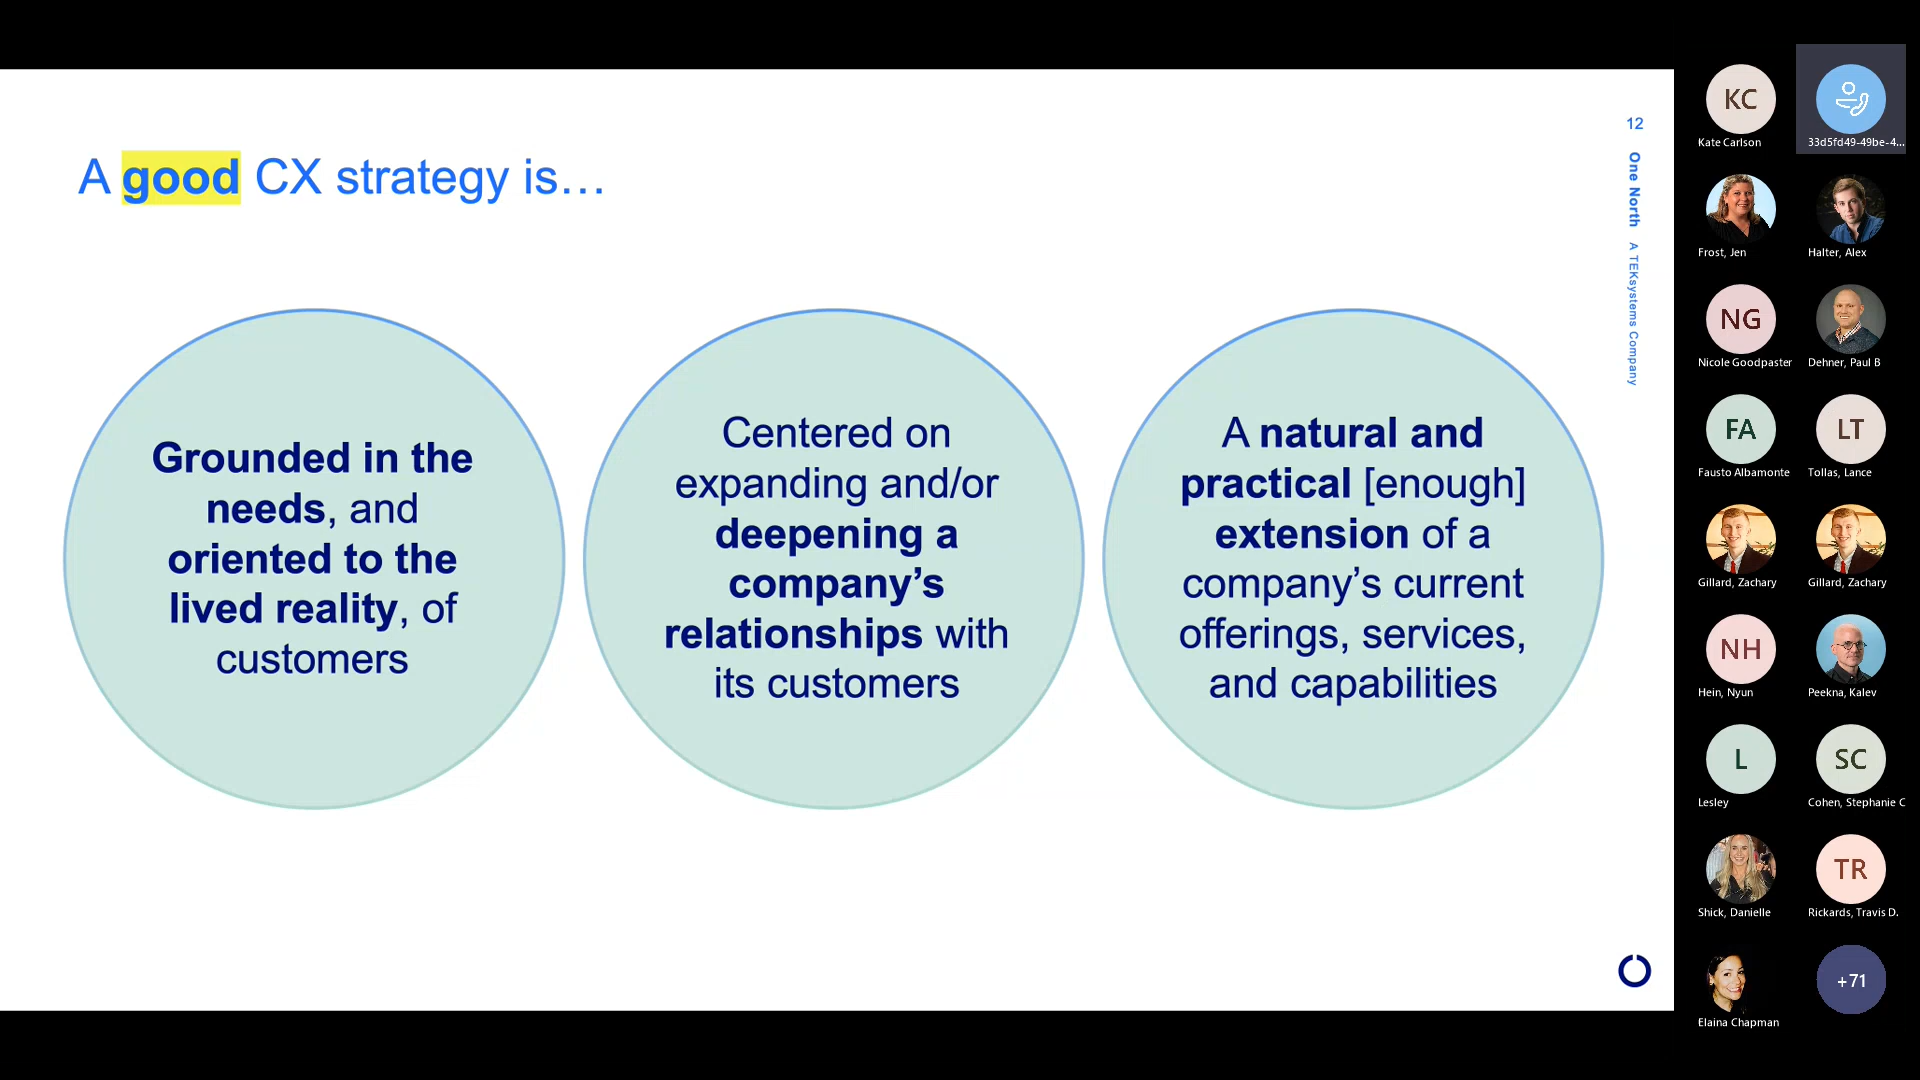 A good CX strategy is…
Grounded in the
needs, and
oriented to the
lived reality, of
customers
Centered on
expanding and/or
deepening a
company’s
relationships with
its customers
A natural and
practical [enough]
extension of a
company’s current
offerings, services,
and capabilities
12
One North A TEKsystems Company
KC
Kate Carlson
33d5fd49-49be-4...
Frost, Jen
Halter, Alex
NG
Nicole Goodpaster
Dehner, Paul B
FA
Fausto Albamonte
LT
Tollas, Lance
Gillard, Zachary
Gillard, Zachary
NH
Hein, Nyun
Peekna, Kalev
L
Lesley
SC
Cohen, Stephanie C
Shick, Danielle
TR
Rickards, Travis D.
Elaina Chapman
+71